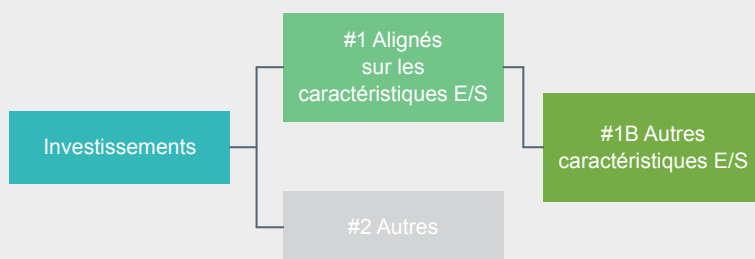 #1 Alignés
sur les
caractéristiques E/S
Investissements
#1B Autres
caractéristiques E/S
#2 Autres